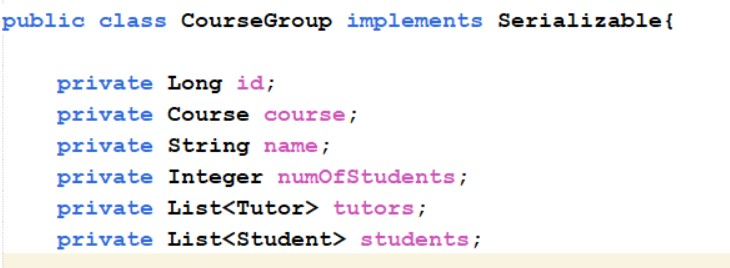 public class CourseGroup implements Serializable{
private Long id;
private Course course;
private String name;
private Integer numOfStudents;
private List<Tutor> tutors;
private List<Student> students;